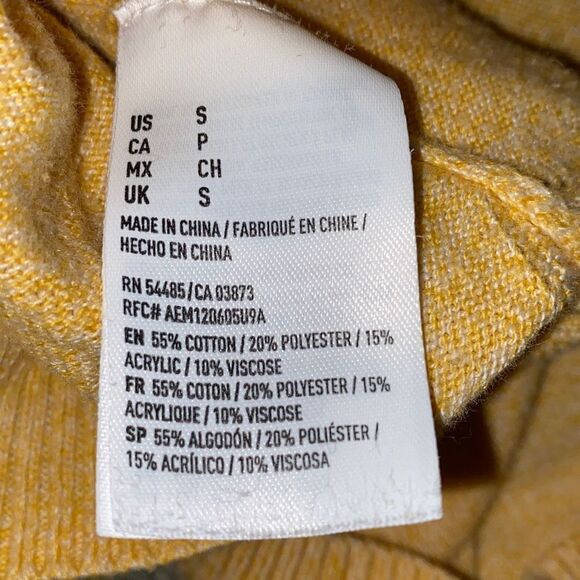 US S
CA P
MX CH
UK S
MADE IN CHINA / FABRIQUÉ EN CHINE /
HECHO EN CHINA
RN 54485/CA 03873
RFC# AEM120605U9A
EN 55% COTTON / 20% POLYESTER / 15%
ACRYLIC / 10% VISCOSE
FR 55% COTON / 20% POLYESTER / 15%
ACRYLIQUE / 10% VISCOSE
SP 55% ALGODÓN / 20% POLIÉSTER /
15% ACRÍLICO / 10% VISCOSA